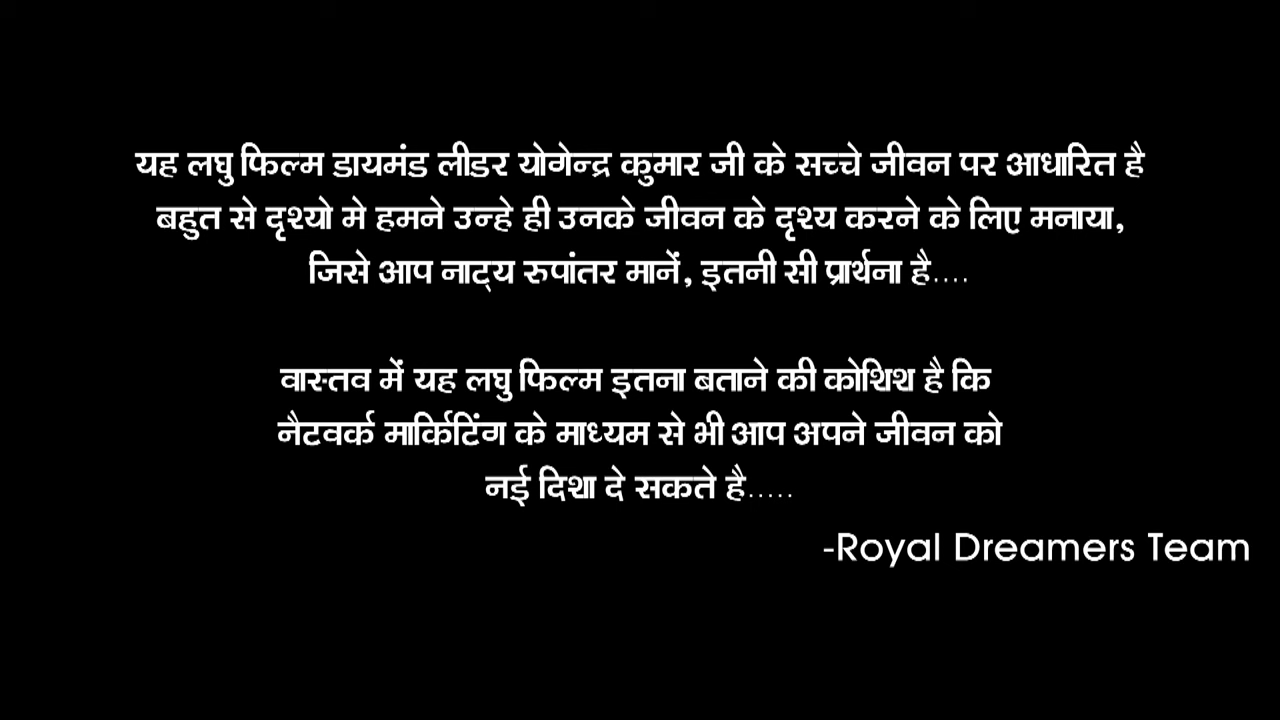 यह लघु फिल्म डायमंड लीडर योगेन्द्र कुमार जी के सच्चे जीवन पर आधारित है
बहुत से दृश्यो मे हमने उन्हे ही उनके जीवन के दृश्य करने के लिए मनाया,
जिसे आप नाट्य रुपांतर मानें, इतनी सी प्रार्थना है....
वास्तव में यह लघु फिल्म इतना बताने की कोशिश है कि
नैटवर्क मार्किटिंग के माध्यम से भी आप अपने जीवन को
नई दिशा दे सकते है.....
-Royal Dreamers Team